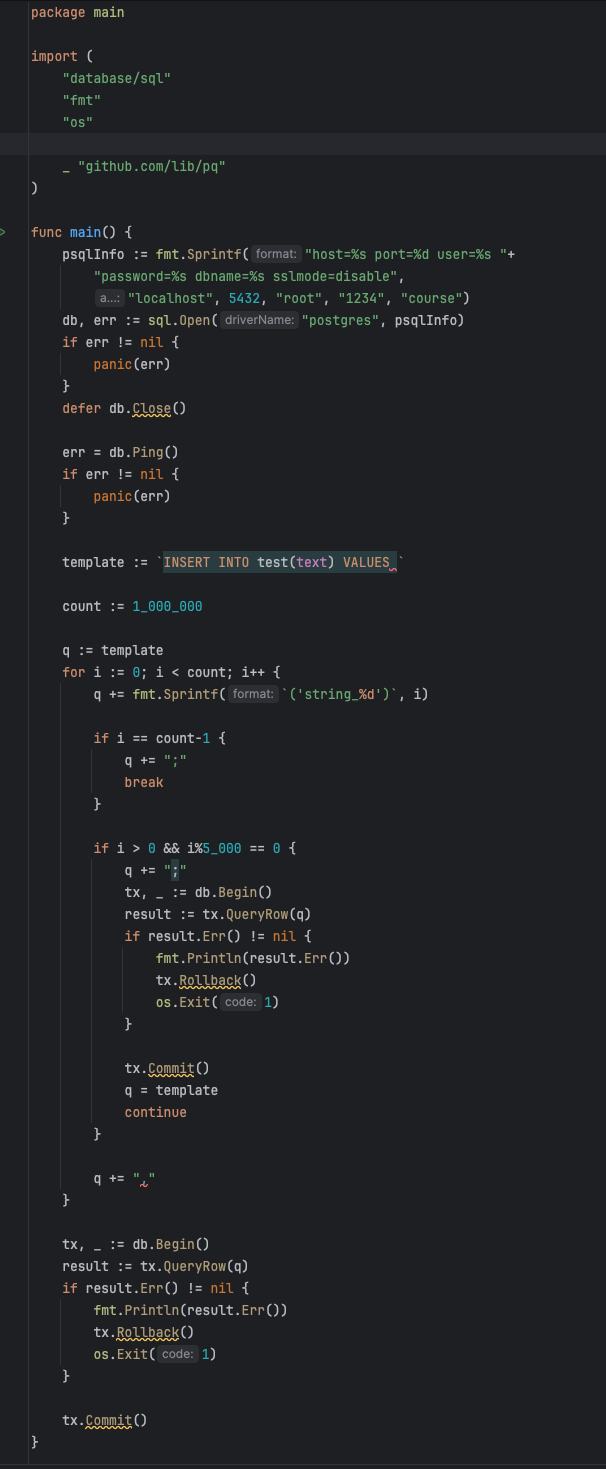 package main

import (
    "database/sql"
    "fmt"
    "os"

    _ "github.com/lib/pq"
)

func main() {
    psqlInfo := fmt.Sprintf( format: "host=%s port=%d user=%s "+
        "password=%s dbname=%s sslmode=disable",
        a...: "localhost", 5432, "root", "1234", "course")
    db, err := sql.Open( driverName: "postgres", psqlInfo)
    if err != nil {
        panic(err)
    }
    defer db.Close()

    err = db.Ping()
    if err != nil {
        panic(err)
    }

    template := `INSERT INTO test(text) VALUES `

    count := 1_000_000

    q := template
    for i := 0; i < count; i++ {
        q += fmt.Sprintf( format: `('string_%d')`, i)

        if i == count-1 {
            q += ";"
            break
        }

        if i > 0 && i%5_000 == 0 {
            q += ";"
            tx, _ := db.Begin()
            result := tx.QueryRow(q)
            if result.Err() != nil {
                fmt.Println(result.Err())
                tx.Rollback()
                os.Exit( code: 1)
            }

            tx.Commit()
            q = template
            continue
        }

        q += ","
    }

    tx, _ := db.Begin()
    result := tx.QueryRow(q)
    if result.Err() != nil {
        fmt.Println(result.Err())
        tx.Rollback()
        os.Exit( code: 1)
    }

    tx.Commit()
}